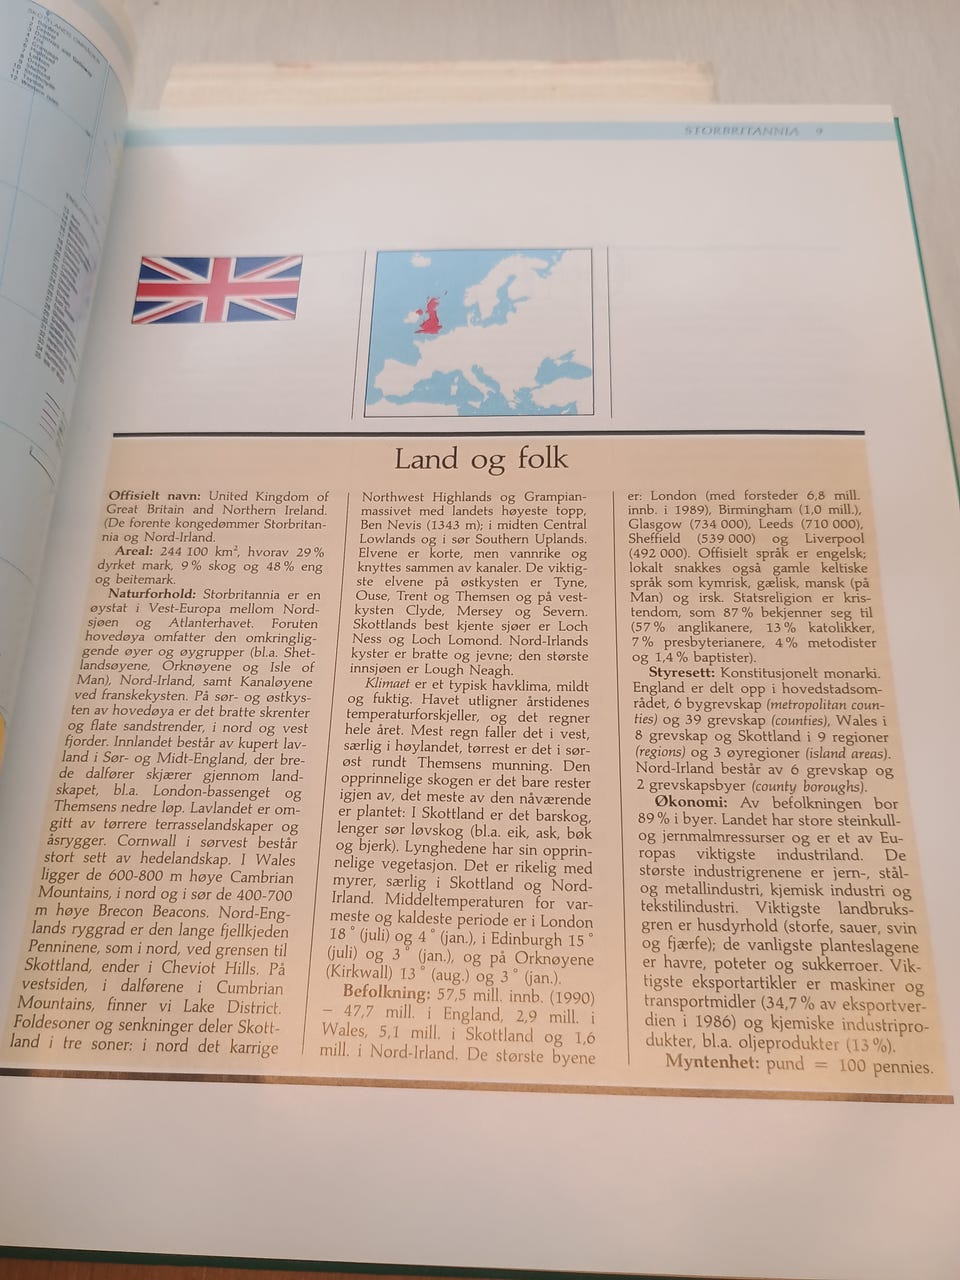 SKOTTLANDS OMRÅDER
STORBRITANNIA 9
Land og folk
Offisielt navn: United Kingdom of
Great Britain and Northern Ireland.
(De forente kongedømmer Storbritan-
nia og Nord-Irland.
Areal: 244 100 km², hvorav 29 %
dyrket mark, 9 % skog og 48 % eng
og beitemark.
Naturforhold: Storbritannia er en
øystat i Vest-Europa mellom Nord-
sjøen og Atlanterhavet. Foruten
hovedøya omfatter den omkringlig-
gende øyer og øygrupper (bl.a. Shet-
landsøyene, Orknøyene og Isle of
Man), Nord-Irland, samt Kanaløyene
ved franskekysten. På sør- og østkys-
ten av hovedøya er det bratte skrenter
og flate sandstrender, i nord og vest
fjorder. Innlandet består av kupert lav-
land i Sør- og Midt-England, der bre-
de dalfører skjærer gjennom land-
skapet, bl.a. London-bassenget og
Themsens nedre løp. Lavlandet er om-
gitt av tørrere terrasselandskaper og
åsrygger. Cornwall i sørvest består
stort sett av hedelandskap. I Wales
ligger de 600-800 m høye Cambrian
Mountains, i nord og i sør de 400-700
m høye Brecon Beacons. Nord-Eng-
lands ryggrad er den lange fjellkjeden
Penninene, som i nord, ved grensen til
Skottland, ender i Cheviot Hills. På
vestsiden, i dalførene i Cumbrian
Mountains, finner vi Lake District.
Foldesoner og senkninger deler Skott-
land i tre soner: i nord det karrige
Northwest Highlands og Grampian-
massivet med landets høyeste topp,
Ben Nevis (1343 m); i midten Central
Lowlands og i sør Southern Uplands.
Elvene er korte, men vannrike og
knyttes sammen av kanaler. De viktig-
ste elvene på østkysten er Tyne,
Ouse, Trent og Themsen og på vest-
kysten Clyde, Mersey og Severn.
Skottlands best kjente sjøer er Loch
Ness og Loch Lomond. Nord-Irlands
kyster er bratte og jevne; den største
innsjøen er Lough Neagh.
Klimaet er et typisk havklima, mildt
og fuktig. Havet utligner årstidenes
temperaturforskjeller, og det regner
hele året. Mest regn faller det i vest,
særlig i høylandet, tørrest er det i sør-
øst rundt Themsens munning. Den
opprinnelige skogen er det bare rester
igjen av, det meste av den nåværende
er plantet: I Skottland er det barskog,
lenger sør løvskog (bl.a. eik, ask, bøk
og bjerk). Lynghedene har sin opprin-
nelige vegetasjon. Det er rikelig med
myrer, særlig i Skottland og Nord-
Irland. Middeltemperaturen for var-
meste og kaldeste periode er i London
18 ° (juli) og 4 ° (jan.), i Edinburgh 15 °
(juli) og 3 ° (jan.), og på Orknøyene
(Kirkwall) 13 ° (aug.) og 3 ° (jan.).
Befolkning: 57,5 mill. innb. (1990)
– 47,7 mill. i England, 2,9 mill. i
Wales, 5,1 mill. i Skottland og 1,6
mill. i Nord-Irland. De største byene
er: London (med forsteder 6,8 mill.
innb. i 1989), Birmingham (1,0 mill.),
Glasgow (734 000), Leeds (710 000),
Sheffield (539 000) og Liverpool
(492 000). Offisielt språk er engelsk;
lokalt snakkes også gamle keltiske
språk som kymrisk, gælisk, mansk (på
Man) og irsk. Statsreligion er kris-
tendom, som 87 % bekjenner seg til
(57 % anglikanere, 13 % katolikker,
7 % presbyterianere, 4 % metodister
og 1,4 % baptister).
Styresett: Konstitusjonelt monarki.
England er delt opp i hovedstadsom-
rådet, 6 bygrevskap (metropolitan coun-
ties) og 39 grevskap (counties), Wales i
8 grevskap og Skottland i 9 regioner
(regions) og 3 øyregioner (island areas).
Nord-Irland består av 6 grevskap og
2 grevskapsbyer (county boroughs).
Økonomi: Av befolkningen bor
89 % i byer. Landet har store steinkull-
og jernmalmressurser og er et av Eu-
ropas viktigste industriland. De
største industrigrenene er jern-, stål-
og metallindustri, kjemisk industri og
tekstilindustri. Viktigste landbruks-
gren er husdyrhold (storfe, sauer, svin
og fjærfe); de vanligste planteslagene
er havre, poteter og sukkerroer. Vik-
tigste eksportartikler er maskiner og
transportmidler (34,7 % av eksportver-
dien i 1986) og kjemiske industripro-
dukter, bl.a. oljeprodukter (13 %).
Myntenhet: pund = 100 pennies.